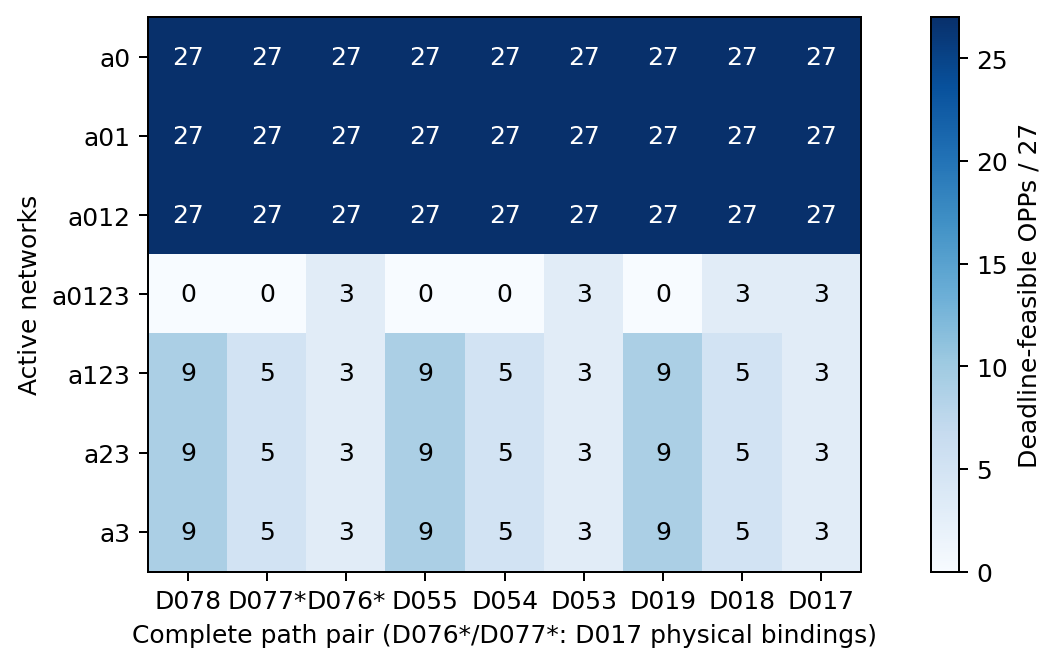 Active networks
a0 27 27 27 27 27 27 27 27 27
a01 27 27 27 27 27 27 27 27 27
a012 27 27 27 27 27 27 27 27 27
a0123 0 0 3 0 0 3 0 3 3
a123 9 5 3 9 5 3 9 5 3
a23 9 5 3 9 5 3 9 5 3
a3 9 5 3 9 5 3 9 5 3
D078 D077* D076* D055 D054 D053 D019 D018 D017
Complete path pair (D076*/D077*: D017 physical bindings)
25
20
15
10
5
0
Deadline-feasible OPPs / 27